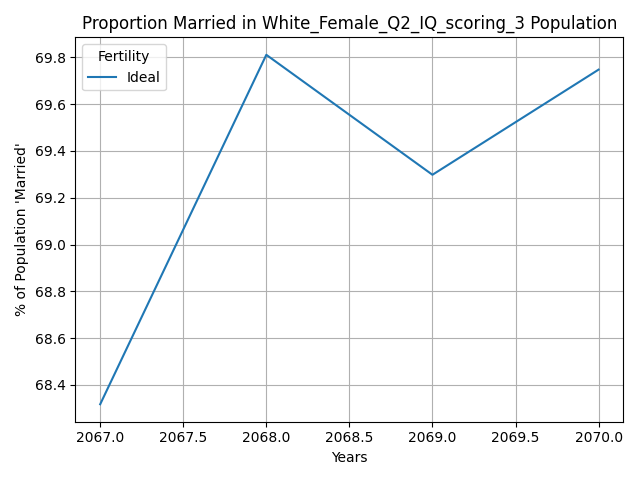 Proportion Married in White_Female_Q2_IQ_scoring_3 Population
Fertility
Ideal
69.8
69.6
69.4
69.2
69.0
68.8
68.6
68.4
% of Population 'Married'
2067.0 2067.5 2068.0 2068.5 2069.0 2069.5 2070.0
Years